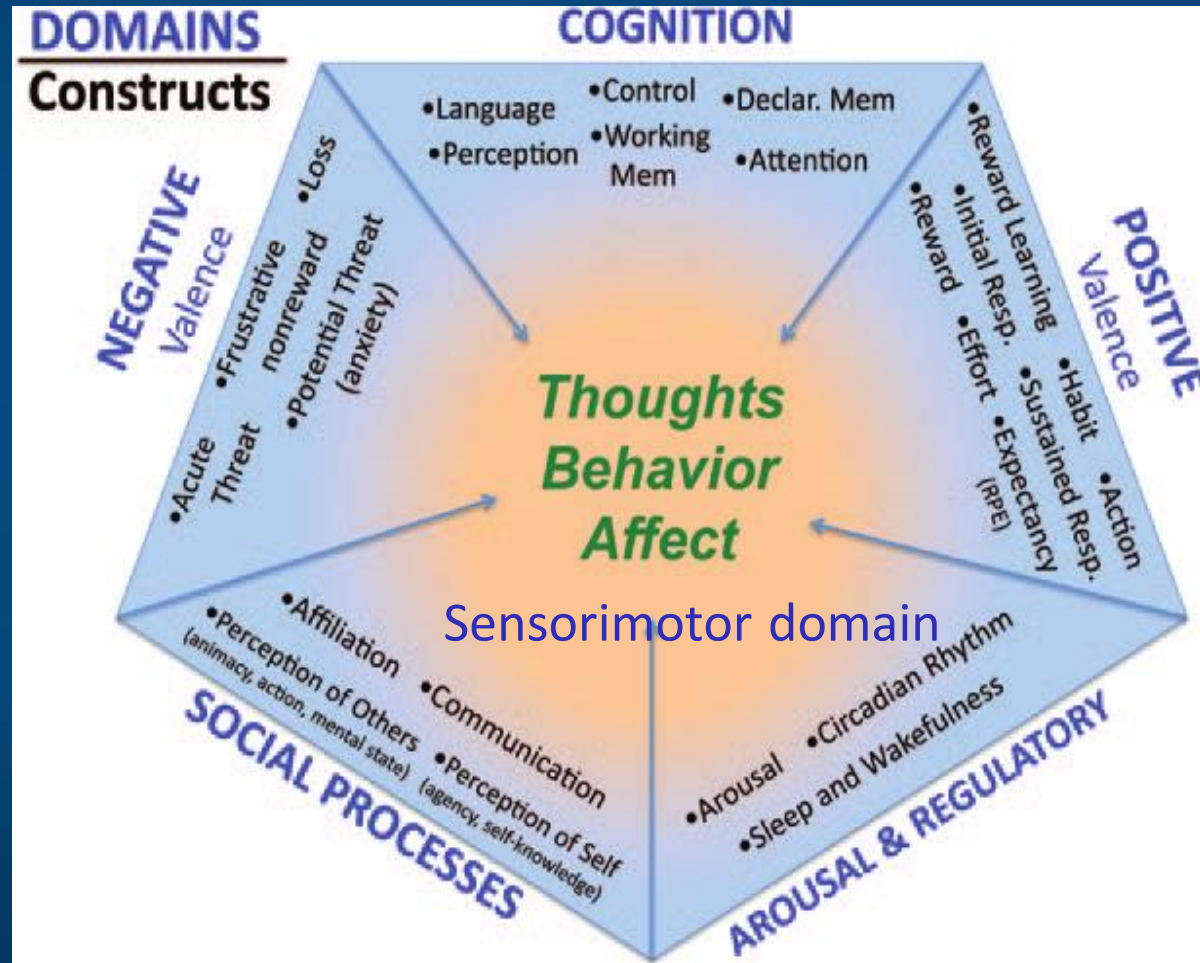 DOMAINS
Constructs
COGNITION
•Language
•Perception
•Control
•Working
Mem
•Declar. Mem
•Attention
NEGATIVE
Valence
•Loss
•Frustrative
nonreward
•Potential Threat
(anxiety)
•Acute
Threat
POSITIVE
Valence
•Reward Learning
•Initial Resp.
•Reward
•Habit
•Sustained Resp.
•Effort
•Action
•Expectancy
(RPE)
Thoughts
Behavior
Affect
Sensorimotor domain
SOCIAL PROCESSES
•Affiliation
•Perception of Others
(animacy, action, mental state)
•Communication
•Perception of Self
(agency, self-knowledge)
AROUSAL & REGULATORY
•Arousal
•Circadian Rhythm
•Sleep and Wakefulness